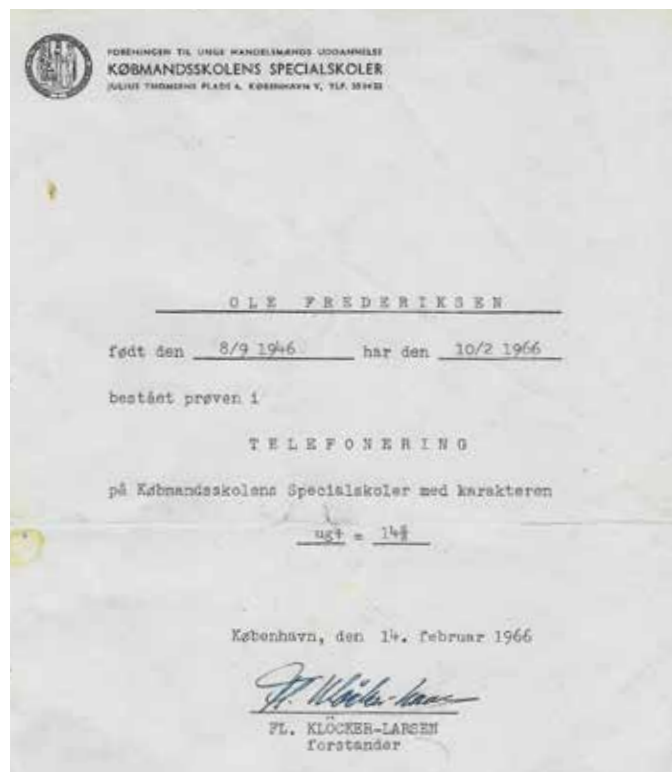 FORENINGEN TIL UNGE HANDELSMÆNDS UDDANNELSE
KØBMANDSSKOLENS SPECIALSKOLER
JULIUS THOMSENS PLADS 6, KØBENHAVN V, TLF.
OLE FREDERIKSEN
født den 8/9 1946 har den 10/2 1966
bestået prøven i
TELEFONERING
på Købmandsskolens Specialskoler med karakteren
ug =
København, den 14. februar 1966
FL. KLÖCKER-LARSEN
forstander